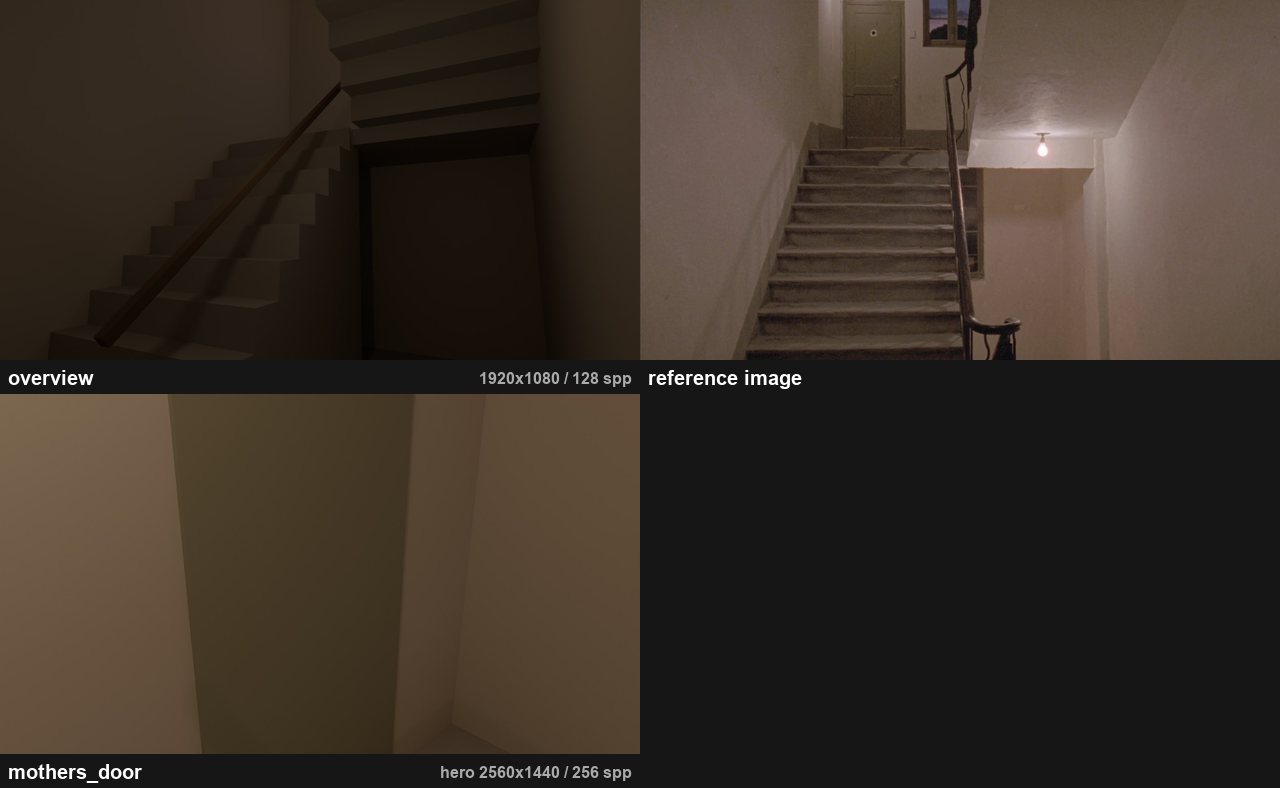 overview
1920x1080 / 128 spp
reference image
mothers_door
hero 2560x1440 / 256 spp